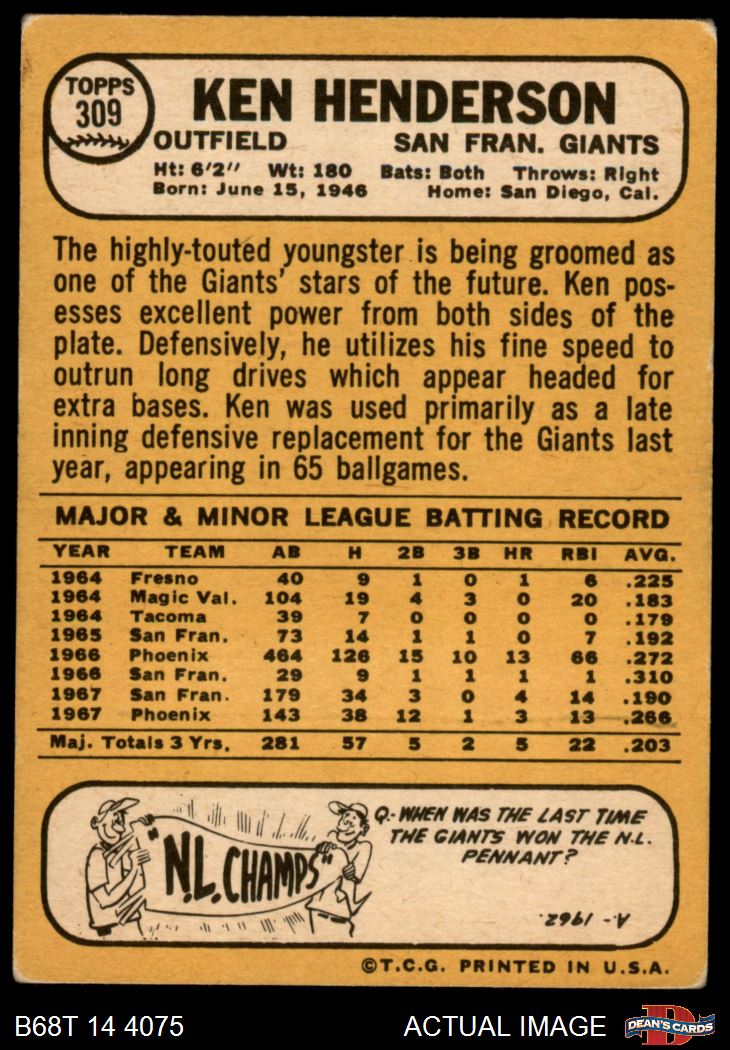 TOPPS
309
KEN HENDERSON
OUTFIELD SAN FRAN. GIANTS
Ht: 6'2" Wt: 180 Bats: Both Throws: Right
Born: June 15, 1946 Home: San Diego, Cal.
The highly-touted youngster is being groomed as
one of the Giants' stars of the future. Ken pos-
esses excellent power from both sides of the
plate. Defensively, he utilizes his fine speed to
outrun long drives which appear headed for
extra bases. Ken was used primarily as a late
inning defensive replacement for the Giants last
year, appearing in 65 ballgames.
MAJOR & MINOR LEAGUE BATTING RECORD
YEAR TEAM AB H 2B 3B HR RBI AVG.
1964 Fresno 40 9 1 0 1 6 .225
1964 Magic Val. 104 19 4 3 0 20 .183
1964 Tacoma 39 7 0 0 0 0 .179
1965 San Fran. 73 14 1 1 0 7 .192
1966 Phoenix 464 126 15 10 13 66 .272
1966 San Fran. 29 9 1 1 1 1 .310
1967 San Fran. 179 34 3 0 4 14 .190
1967 Phoenix 143 38 12 1 3 13 .266
Maj. Totals 3 Yrs. 281 57 5 2 5 22 .203
"N.L. CHAMPS"
Q.- WHEN WAS THE LAST TIME
THE GIANTS WON THE N.L.
PENNANT?
A.- 1962.
©T.C.G. PRINTED IN U.S.A.
B68T 14 4075 ACTUAL IMAGE
D
DEAN'S CARDS